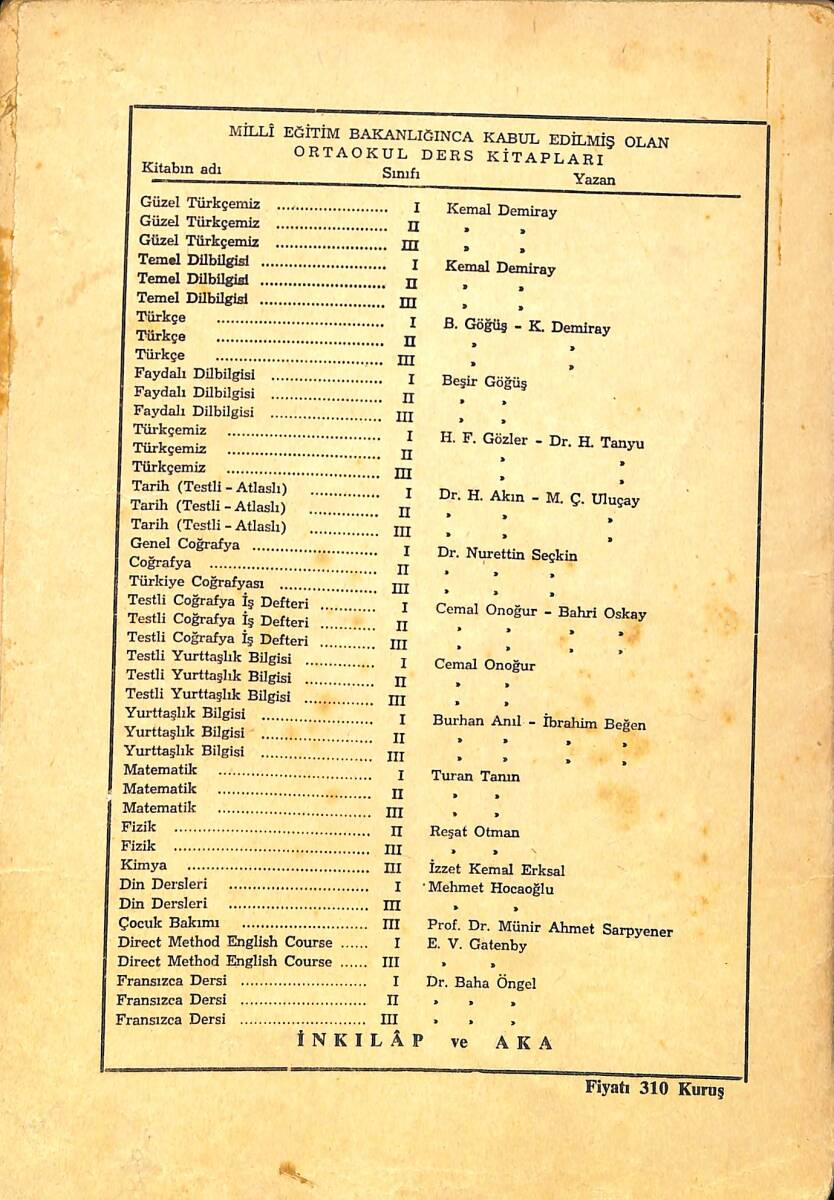 MİLLÎ EĞİTİM BAKANLIĞINCA KABUL EDİLMİŞ OLAN
ORTAOKUL DERS KİTAPLARI
Kitabın adı Sınıfı Yazan
Güzel Türkçemiz ........................ I Kemal Demiray
Güzel Türkçemiz ........................ II » »
Güzel Türkçemiz ........................ III » »
Temel Dilbilgisi ........................... I Kemal Demiray
Temel Dilbilgisi ........................... II » »
Temel Dilbilgisi ........................... III » »
Türkçe .................................... I B. Göğüş - K. Demiray
Türkçe .................................... II » »
Türkçe .................................... III » »
Faydalı Dilbilgisi ........................ I Beşir Göğüş
Faydalı Dilbilgisi ........................ II » »
Faydalı Dilbilgisi ........................ III » »
Türkçemiz ................................. I H. F. Gözler - Dr. H. Tanyu
Türkçemiz ................................. II » »
Türkçemiz ................................. III » »
Tarih (Testli - Atlaslı) ............... I Dr. H. Akın - M. Ç. Uluçay
Tarih (Testli - Atlaslı) ............... II » » »
Tarih (Testli - Atlaslı) ............... III » » »
Genel Coğrafya ........................... I Dr. Nurettin Seçkin
Coğrafya .................................... II » » »
Türkiye Coğrafyası ..................... III » » »
Testli Coğrafya İş Defteri ............ I Cemal Onoğur - Bahri Oskay
Testli Coğrafya İş Defteri ............ II » » » »
Testli Coğrafya İş Defteri ............ III » » » »
Testli Yurttaşlık Bilgisi ............... I Cemal Onoğur
Testli Yurttaşlık Bilgisi ............... II » »
Testli Yurttaşlık Bilgisi ............... III » »
Yurttaşlık Bilgisi ........................ I Burhan Anıl - İbrahim Beğen
Yurttaşlık Bilgisi ........................ II » » » »
Yurttaşlık Bilgisi ........................ III » » » »
Matematik ................................. I Turan Tanın
Matematik ................................. II » »
Matematik ................................. III » »
Fizik .......................................... II Reşat Otman
Fizik .......................................... III » »
Kimya ....................................... III İzzet Kemal Erksal
Din Dersleri .............................. I Mehmet Hocaoğlu
Din Dersleri .............................. III » »
Çocuk Bakımı ........................... III Prof. Dr. Münir Ahmet Sarpyener
Direct Method English Course ...... I E. V. Gatenby
Direct Method English Course ...... III » »
Fransızca Dersi ........................... I Dr. Baha Öngel
Fransızca Dersi ........................... II » » »
Fransızca Dersi ........................... III » » »
İNKILÂP ve AKA
Fiyatı 310 Kuruş